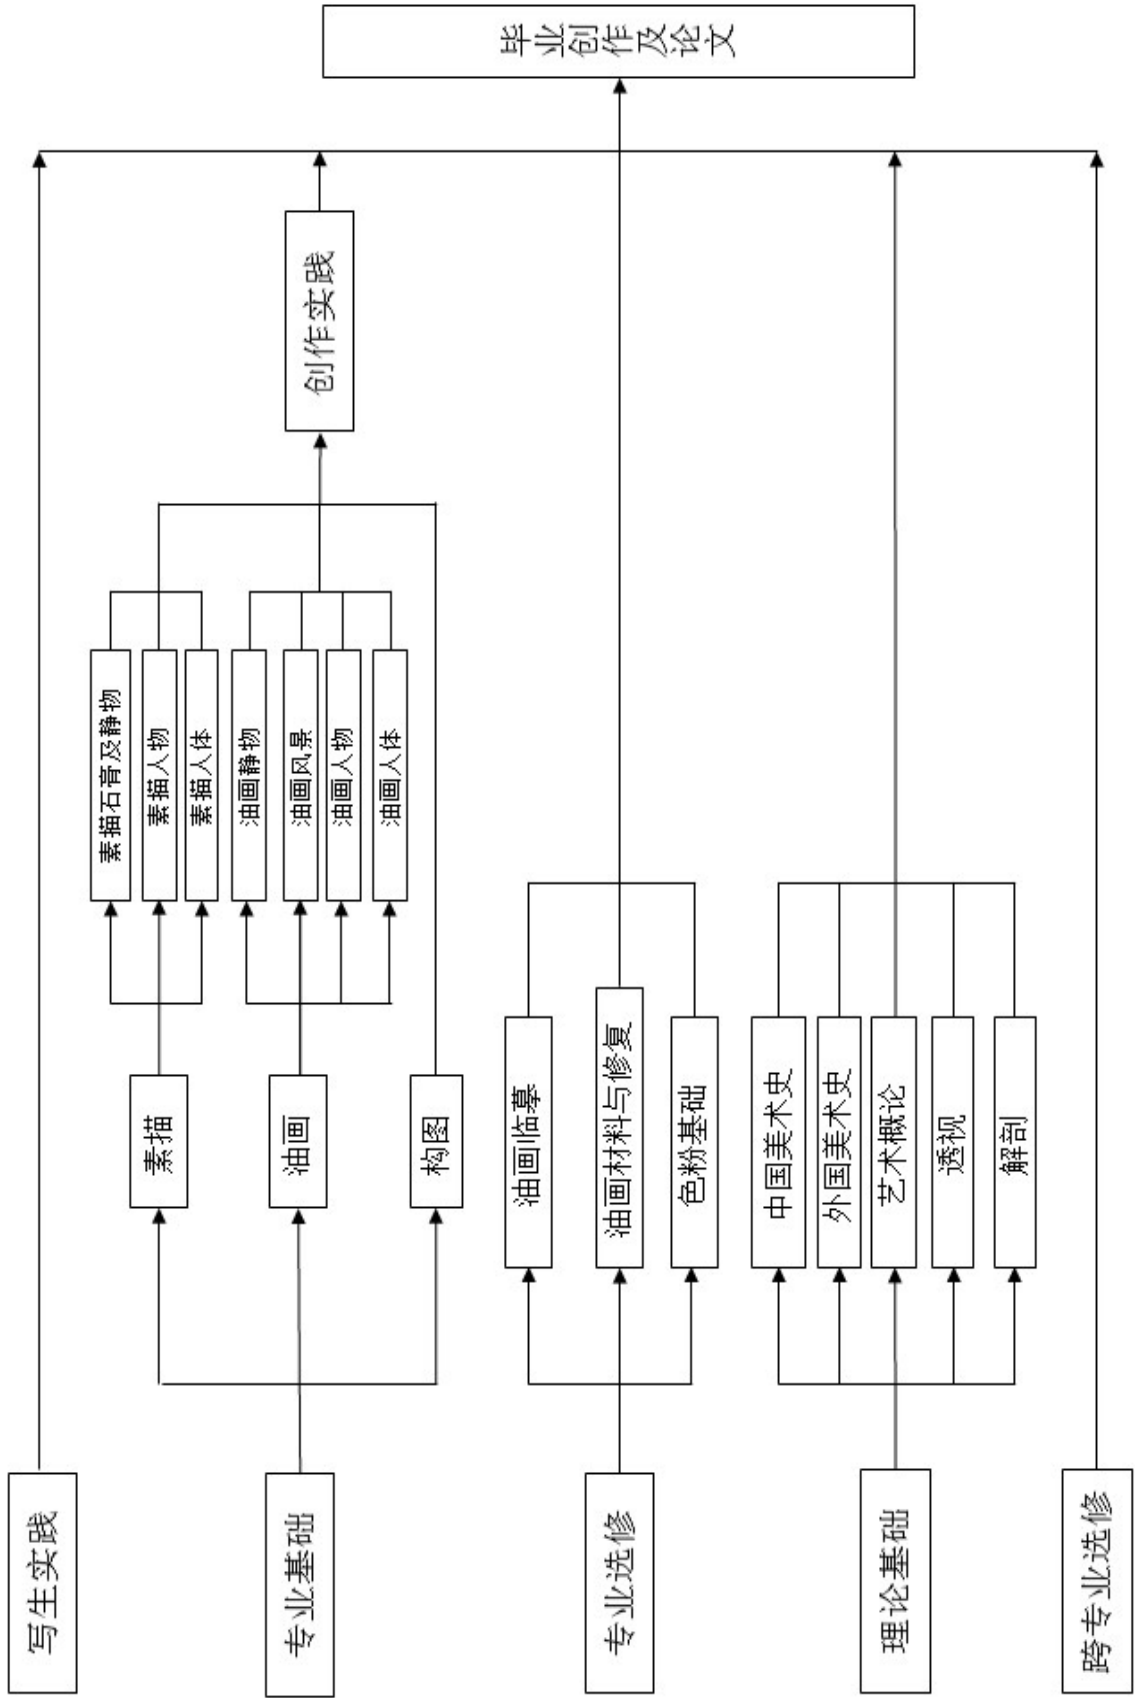 写生实践
专业基础
专业选修
理论基础
跨专业选修
素描
油画
构图
油画临摹
油画材料与修复
色粉基础
中国美术史
外国美术史
艺术概论
透视
解剖
素描石膏及静物
素描人物
素描人体
油画静物
油画风景
油画人物
油画人体
创作实践
毕业创作及论文